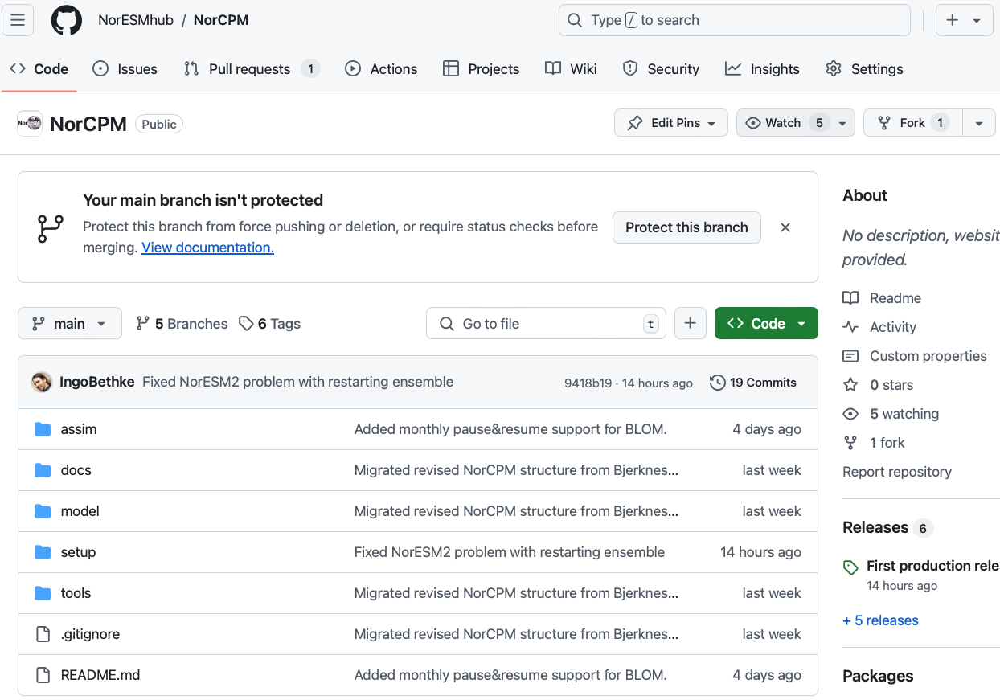 NorESMhub / NorCPM
Type / to search
Code
Issues
Pull requests 1
Actions
Projects
Wiki
Security
Insights
Settings
NorCPM Public
Edit Pins
Watch 5
Fork 1
Your main branch isn't protected
Protect this branch from force pushing or deletion, or require status checks before
merging. View documentation.
Protect this branch
main
5 Branches
6 Tags
Go to file t
Code
IngoBethke Fixed NorESM2 problem with restarting ensemble 9418b19 · 14 hours ago 19 Commits
assim Added monthly pause&resume support for BLOM. 4 days ago
docs Migrated revised NorCPM structure from Bjerknes... last week
model Migrated revised NorCPM structure from Bjerknes... last week
setup Fixed NorESM2 problem with restarting ensemble 14 hours ago
tools Migrated revised NorCPM structure from Bjerknes... last week
.gitignore Migrated revised NorCPM structure from Bjerknes... last week
README.md Added monthly pause&resume support for BLOM. 4 days ago
About
No description, websit
provided.
Readme
Activity
Custom properties
0 stars
5 watching
1 fork
Report repository
Releases 6
First production rele
14 hours ago
+ 5 releases
Packages